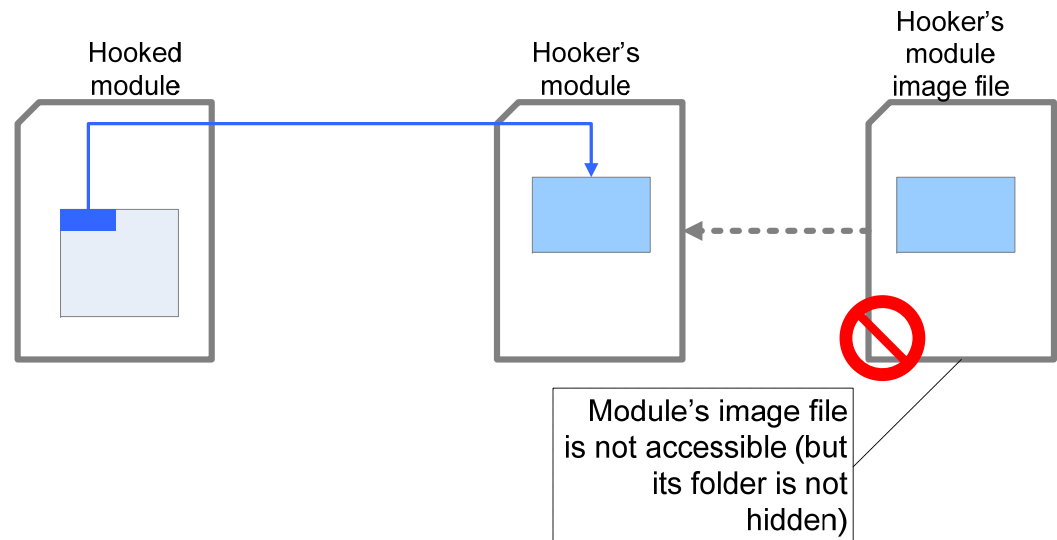 Hooked
module
Hooker's
module
Hooker's
module
image file
Module's image file
is not accessible (but
its folder is not
hidden)